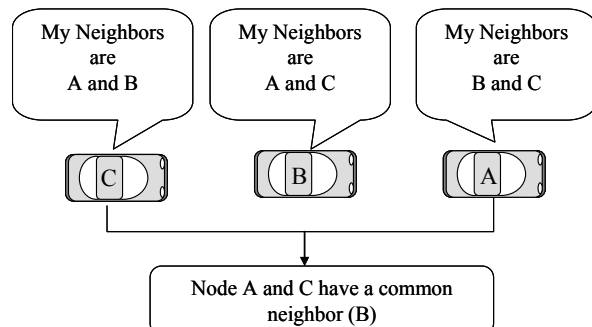 My Neighbors
are
A and B
My Neighbors
are
A and C
My Neighbors
are
B and C
C
B
A
Node A and C have a common
neighbor (B)